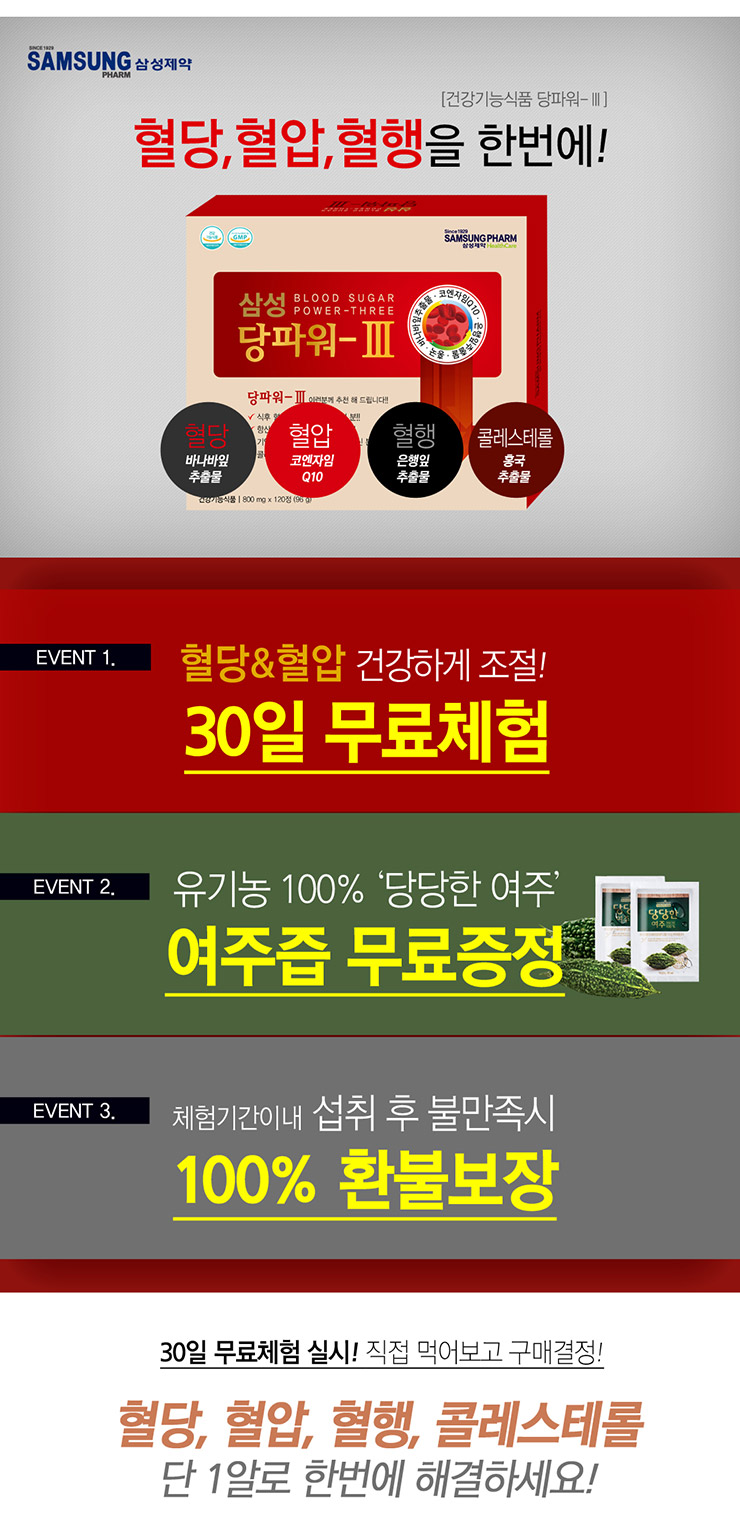 SINCE 1929
SAMSUNG 삼성제약
PHARM
[건강기능식품 당파워-Ⅲ]
혈당,혈압,혈행을 한번에!
GMP
Since 1929
SAMSUNG PHARM
삼성제약 HealthCare
삼성 BLOOD SUGAR
POWER-THREE
당파워-Ⅲ
바나바잎추출물 · 코엔자임Q10 · 은행잎추출물 · 홍국
당파워-Ⅲ 이런분께 추천 해 드립니다!!
식후
혈당
바나바잎
추출물
혈압
코엔자임
Q10
혈행
은행잎
추출물
콜레스테롤
홍국
추출물
건강기능식품 | 800 mg x 120정 (96 g)
EVENT 1.
혈당&혈압 건강하게 조절!
30일 무료체험
EVENT 2.
유기농 100% ‘당당한 여주’
여주즙 무료증정
당당한
여주
EVENT 3.
체험기간이내 섭취 후 불만족시
100% 환불보장
30일 무료체험 실시! 직접 먹어보고 구매결정!
혈당, 혈압, 혈행, 콜레스테롤
단 1알로 한번에 해결하세요!